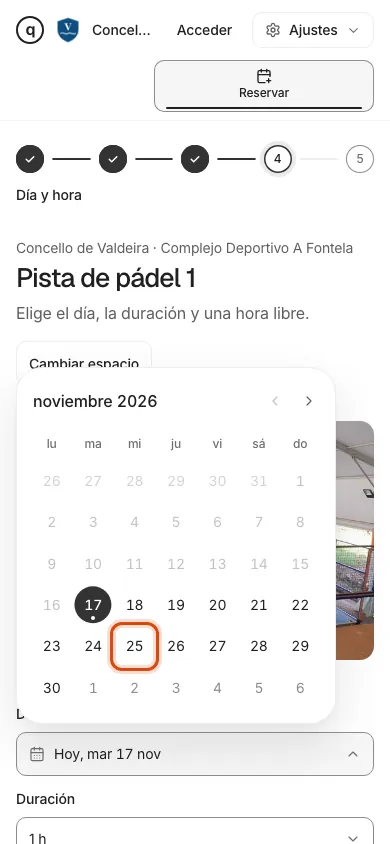 q
V
Concel...
Acceder
Ajustes
Reservar
4
5
Día y hora
Concello de Valdeira · Complejo Deportivo A Fontela
Pista de pádel 1
Elige el día, la duración y una hora libre.
Cambiar espacio
noviembre 2026
lu ma mi ju vi sá do
26 27 28 29 30 31 1
2 3 4 5 6 7 8
9 10 11 12 13 14 15
16 17 18 19 20 21 22
23 24 25 26 27 28 29
30 1 2 3 4 5 6
Hoy, mar 17 nov
Duración
1 h